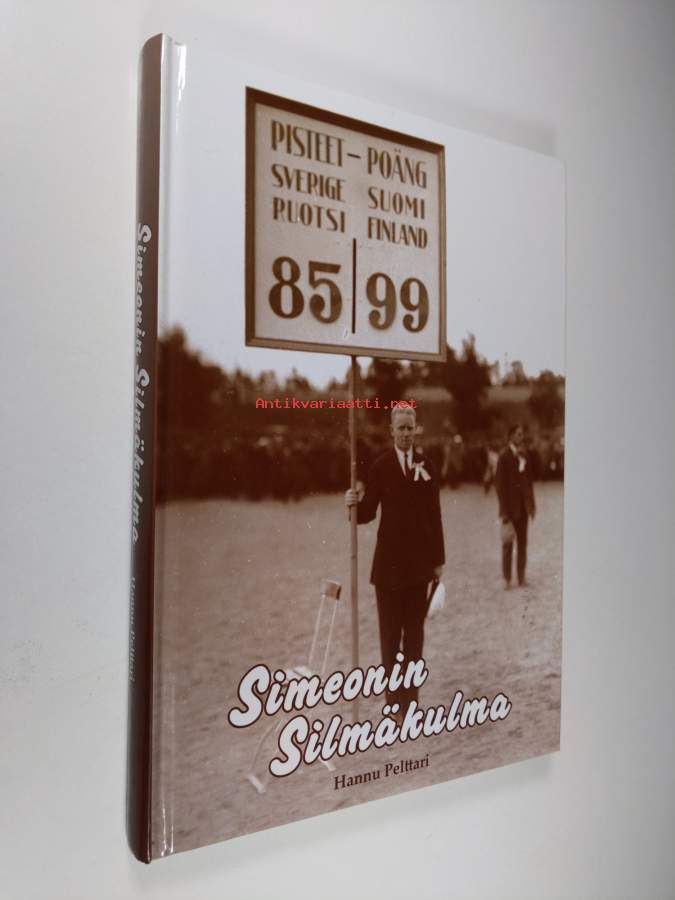 PISTEET – POÄNG
SVERIGE SUOMI
RUOTSI FINLAND
85 99
Antikvariaatti.net
Simeonin
Silmäkulma
Hannu Pelttari
Simeonin Silmäkulma Hannu Pelttari